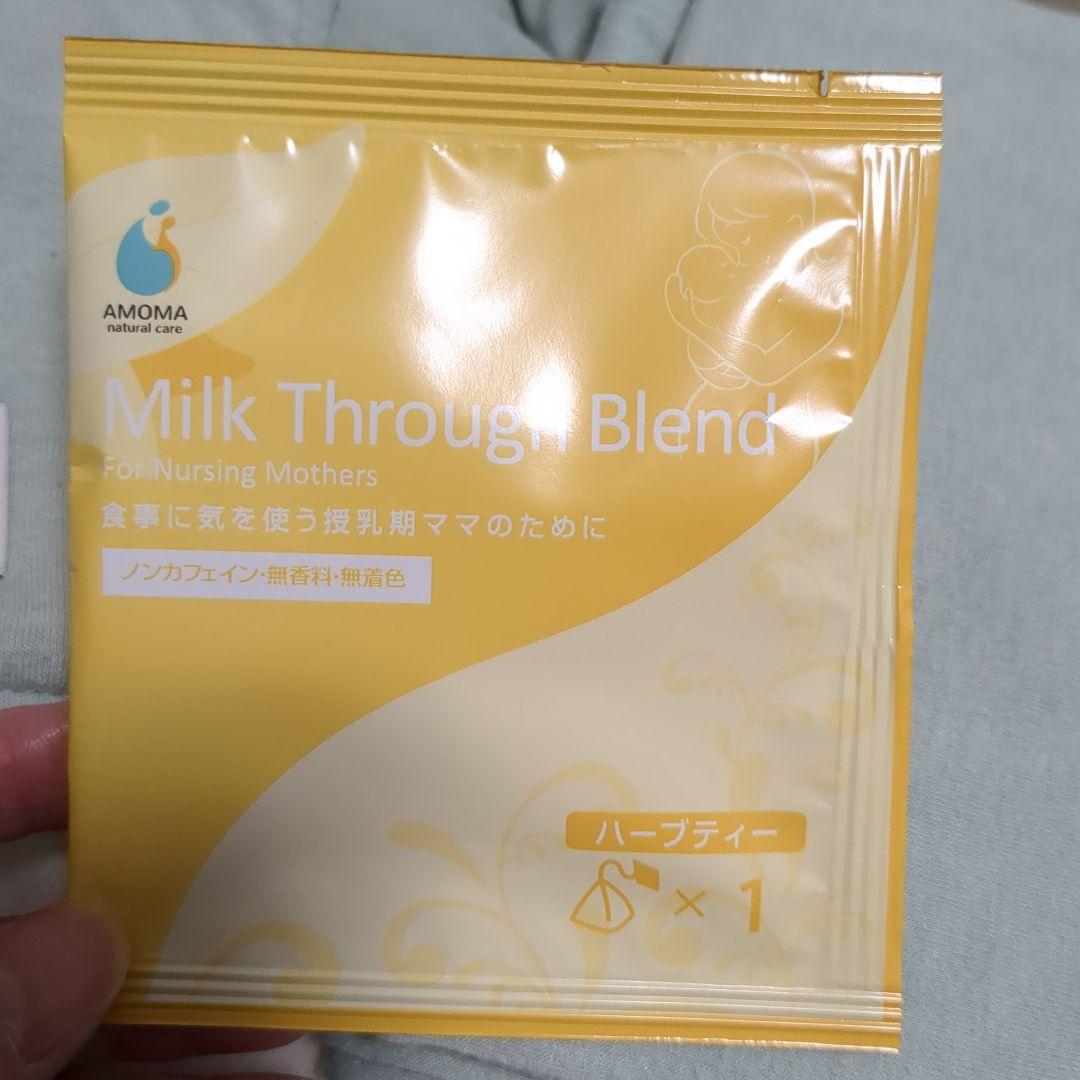 AMOMA
natural care
Milk Through Blend
For Nursing Mothers
食事に気を使う授乳期ママのために
ノンカフェイン・無香料・無着色
ハーブティー
× 1